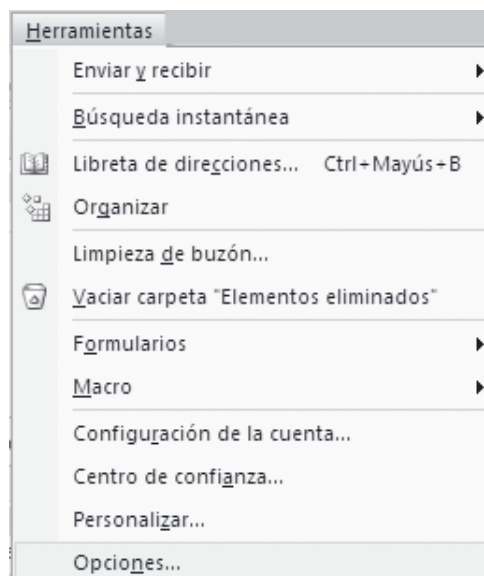 Herramientas
Enviar y recibir
Búsqueda instantánea
Libreta de direcciones... Ctrl+Mayús+B
Organizar
Limpieza de buzón...
Vaciar carpeta "Elementos eliminados"
Formularios
Macro
Configuración de la cuenta...
Centro de confianza...
Personalizar...
Opciones...